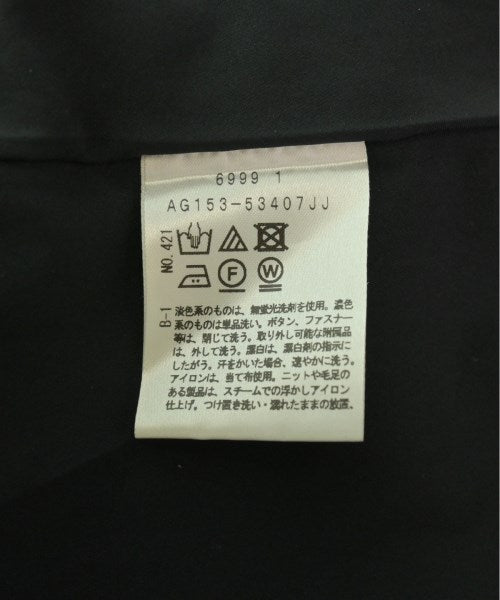 6999 1
AG153-53407JJ
NO.421
F
W
B-1
淡色系のものは、無蛍光洗剤を使用。濃色
系のものは単品洗い。ボタン、ファスナー
等は、閉じて洗う。取り外し可能な附属品
は、外して洗う。漂白は、漂白剤の指示に
したがう。汗をかいた場合、速やかに洗う。
アイロンは、当て布使用。ニットや毛足の
ある製品は、スチームでの浮かしアイロン
仕上げ。つけ置き洗い・濡れたままの放置、